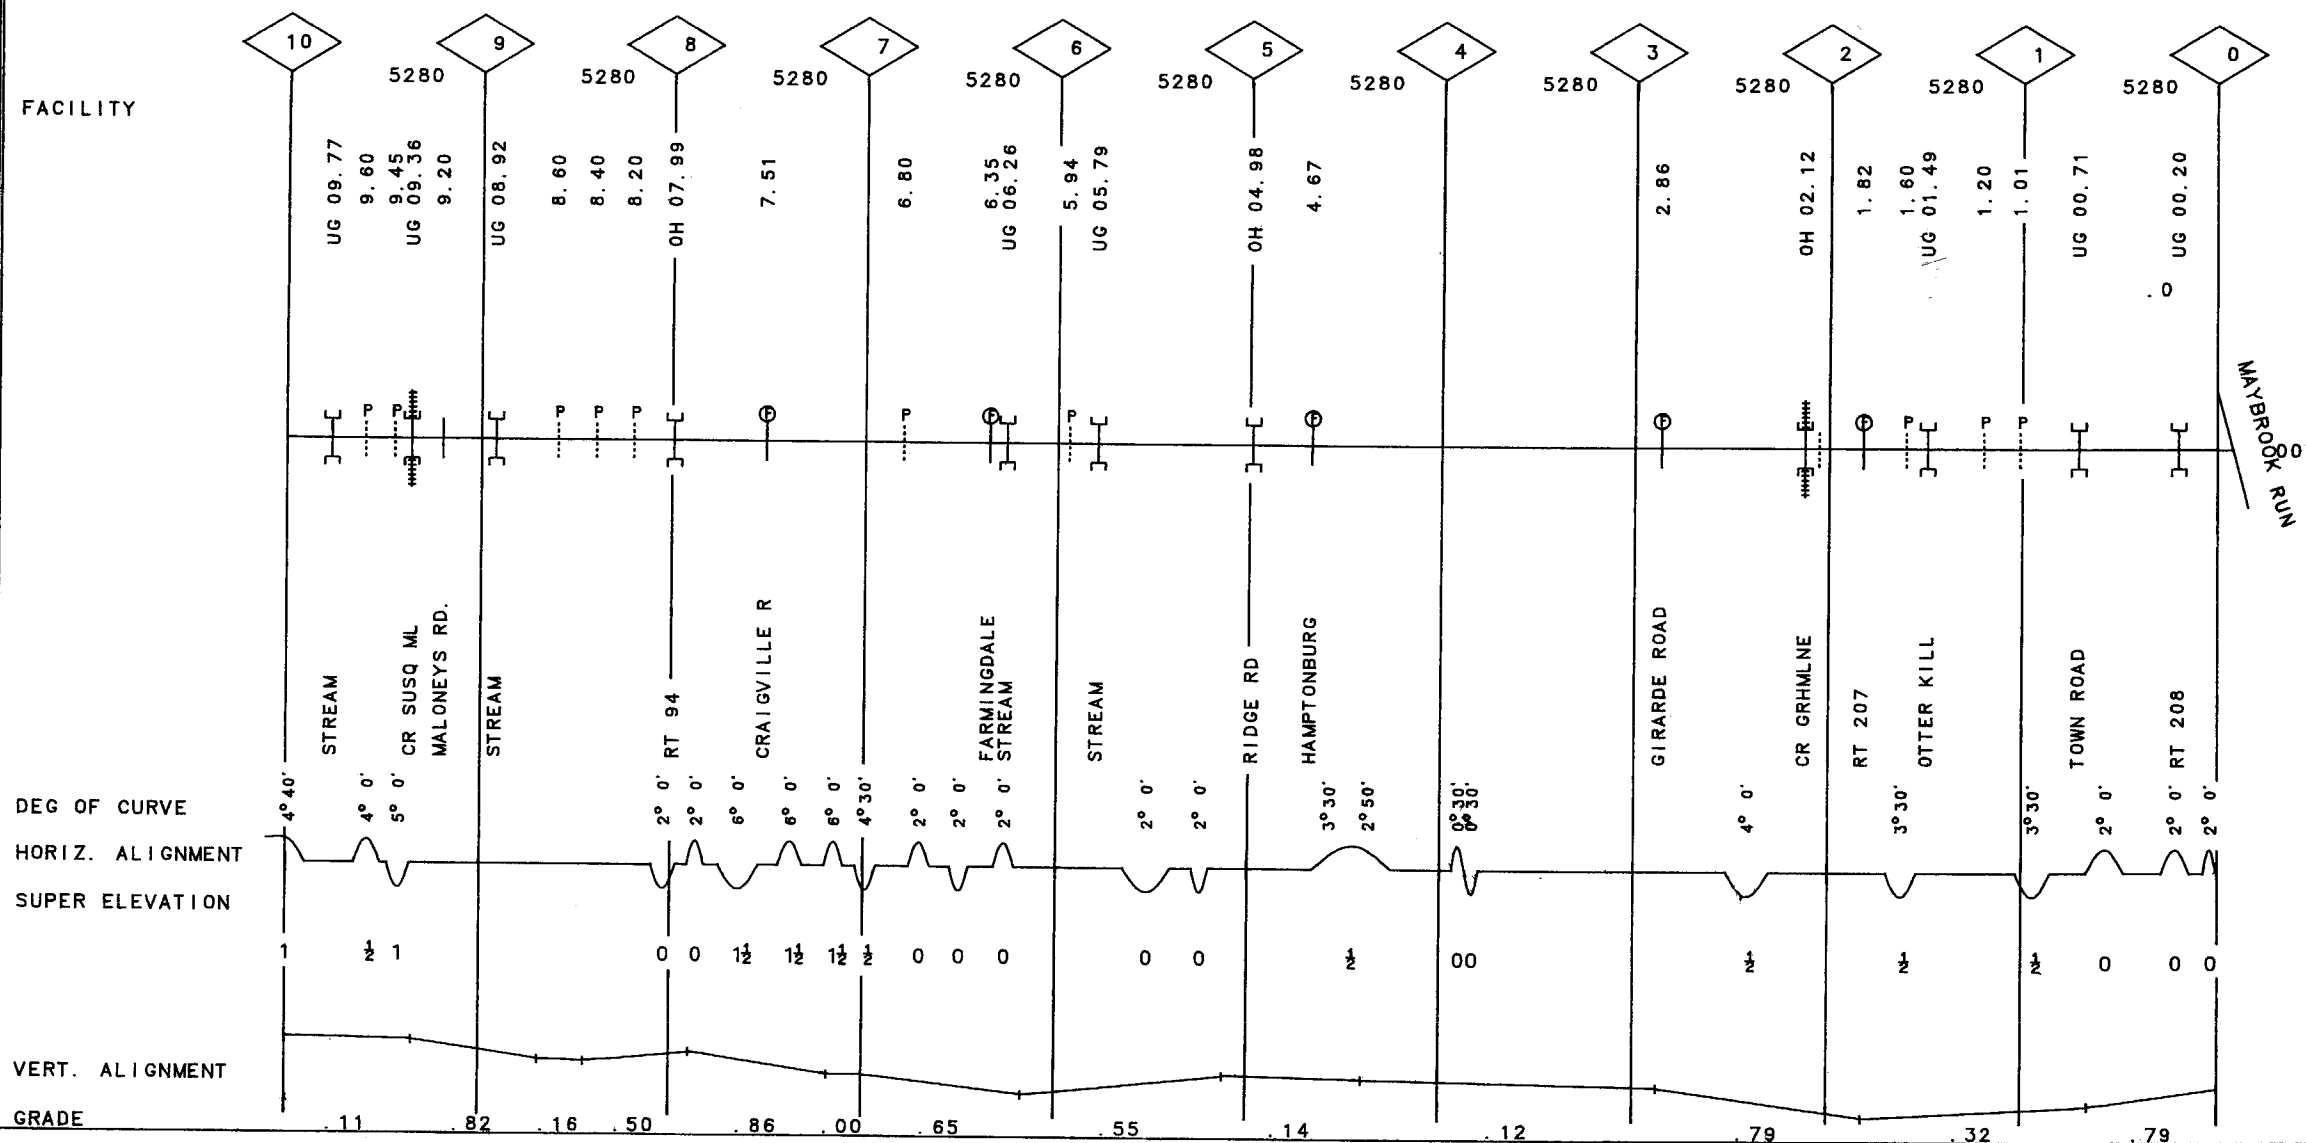 10 9 8 7 6 5 4 3 2 1 0
5280 5280 5280 5280 5280 5280 5280 5280 5280 5280
FACILITY
UG 09.77
9.60
9.45
UG 09.36
9.20
UG 08.92
8.60
8.40
8.20
OH 07.99
7.51
6.80
6.35
UG 06.26
5.94
UG 05.79
OH 04.98
4.67
2.86
OH 02.12
1.82
1.60
UG 01.49
1.20
1.01
UG 00.71
UG 00.20
.0
P P P P P P P P P P
F F F F F
MAYBROOK RUN
00
STREAM
CR SUSQ ML
MALONEYS RD.
STREAM
RT 94
CRAIGVILLE R
FARMINGDALE
STREAM
STREAM
RIDGE RD
HAMPTONBURG
GIRARDE ROAD
CR GRHMLNE
RT 207
OTTER KILL
TOWN ROAD
RT 208
DEG OF CURVE
4° 40' 4° 0' 5° 0' 2° 0' 2° 0' 6° 0' 6° 0' 6° 0' 4° 30' 2° 0' 2° 0' 2° 0' 2° 0' 2° 0' 3° 30' 2° 50' 0° 30' 0° 30' 4° 0' 3° 30' 3° 30' 2° 0' 2° 0' 2° 0'
HORIZ. ALIGNMENT
SUPER ELEVATION
1 ½ 1 0 0 1½ 1½ 1½ ½ 0 0 0 0 0 ½ 00 ½ ½ ½ 0 0 0
VERT. ALIGNMENT
GRADE
.11 .82 .16 .50 .86 .00 .65 .55 .14 .12 .79 .32 .79